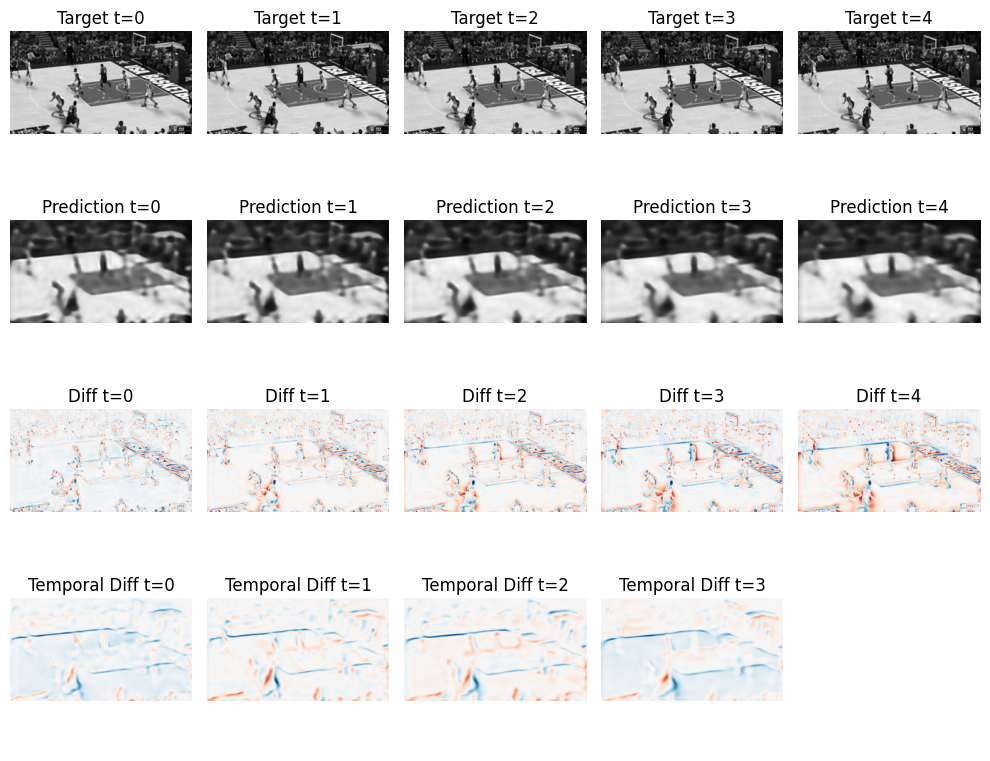 Target t=0
Target t=1
Target t=2
Target t=3
Target t=4
Prediction t=0
Prediction t=1
Prediction t=2
Prediction t=3
Prediction t=4
Diff t=0
Diff t=1
Diff t=2
Diff t=3
Diff t=4
Temporal Diff t=0
Temporal Diff t=1
Temporal Diff t=2
Temporal Diff t=3